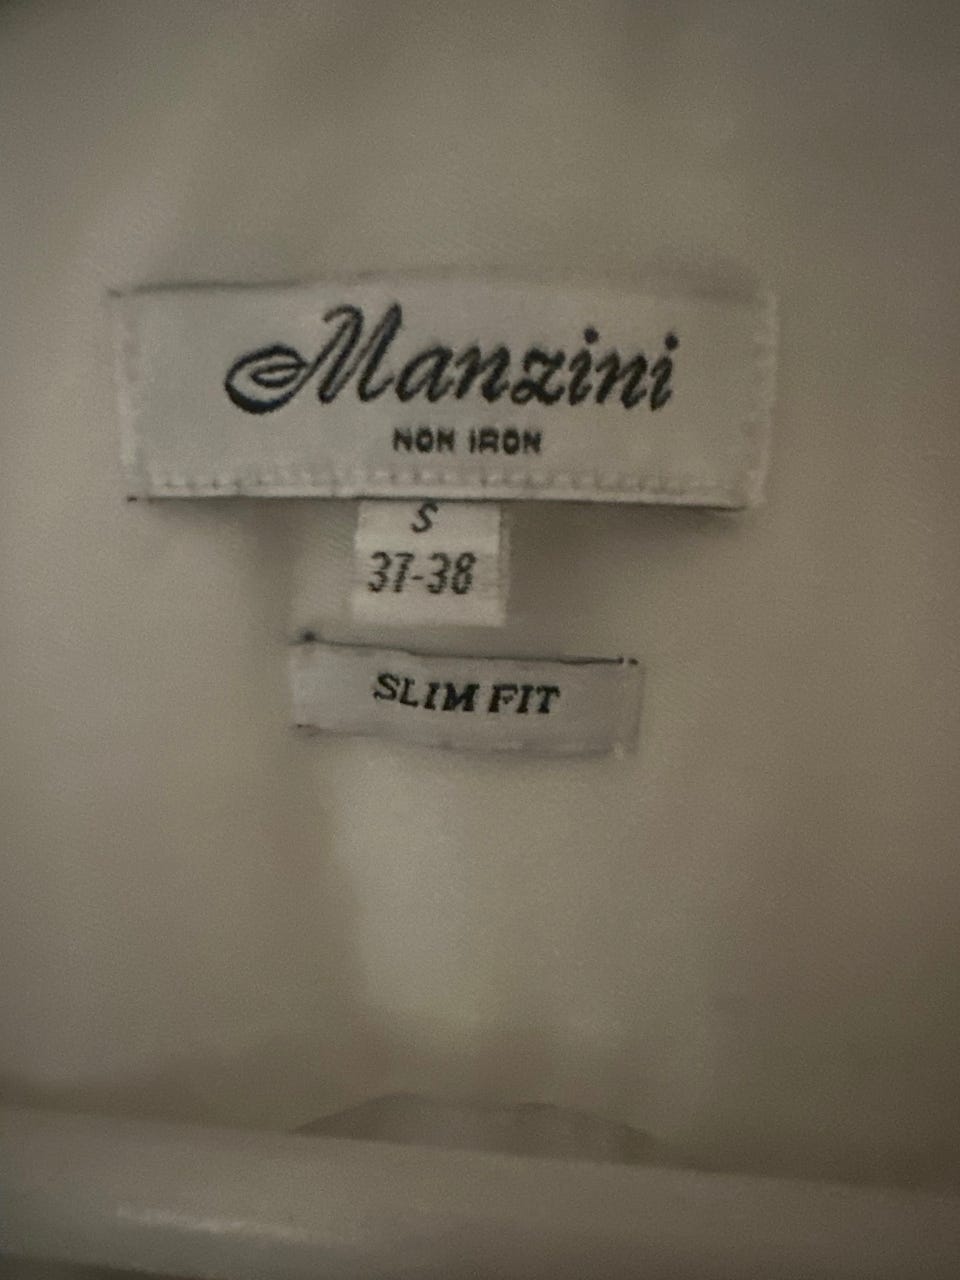 Manzini
NON IRON
S
37-38
SLIM FIT